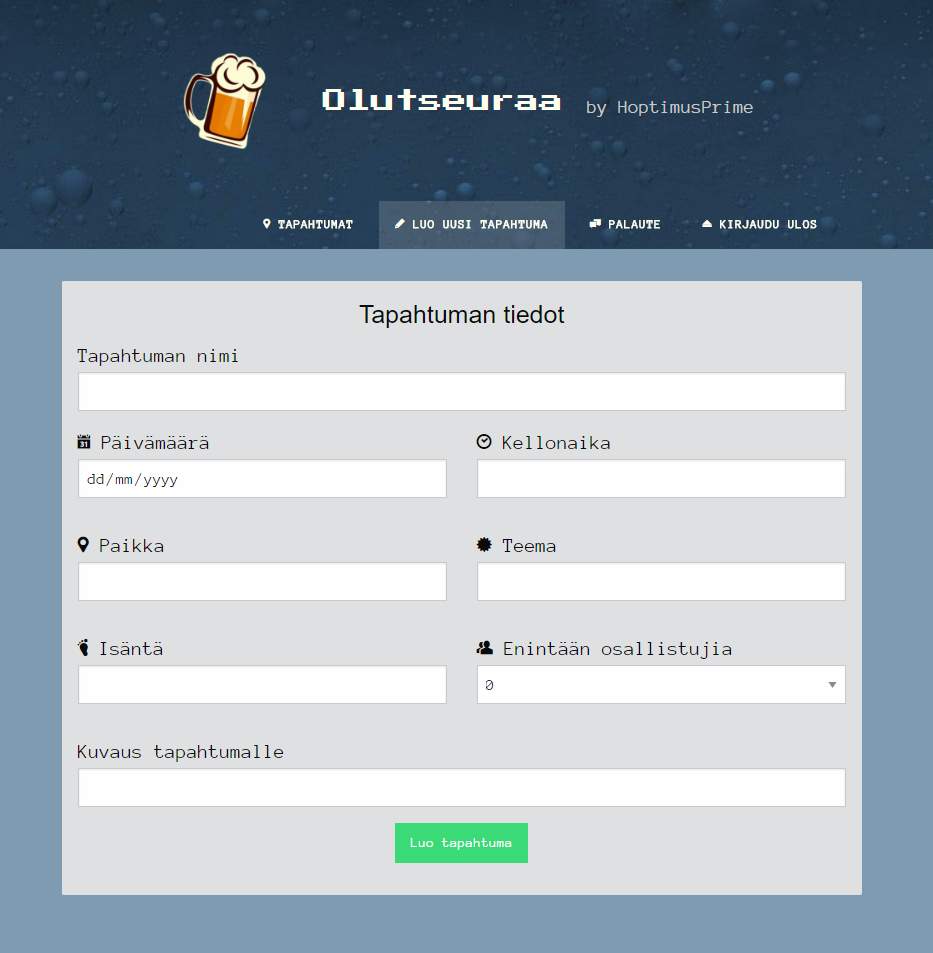 Olutseuraa by HoptimusPrime
TAPAHTUMAT LUO UUSI TAPAHTUMA PALAUTE KIRJAUDU ULOS
Tapahtuman tiedot
Tapahtuman nimi
31 Päivämäärä Kellonaika
dd/mm/yyyy
Paikka Teema
Isäntä Enintään osallistujia
0
Kuvaus tapahtumalle
Luo tapahtuma